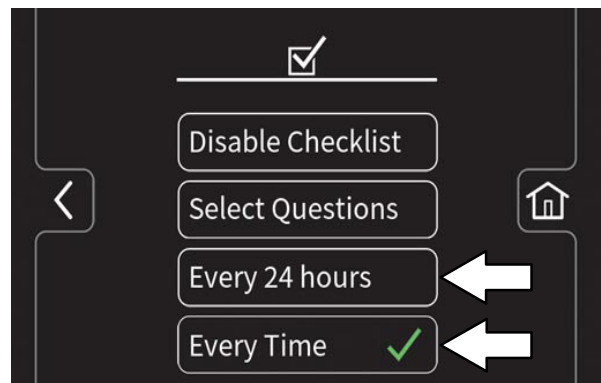 Disable Checklist
Select Questions
Every 24 hours
Every Time